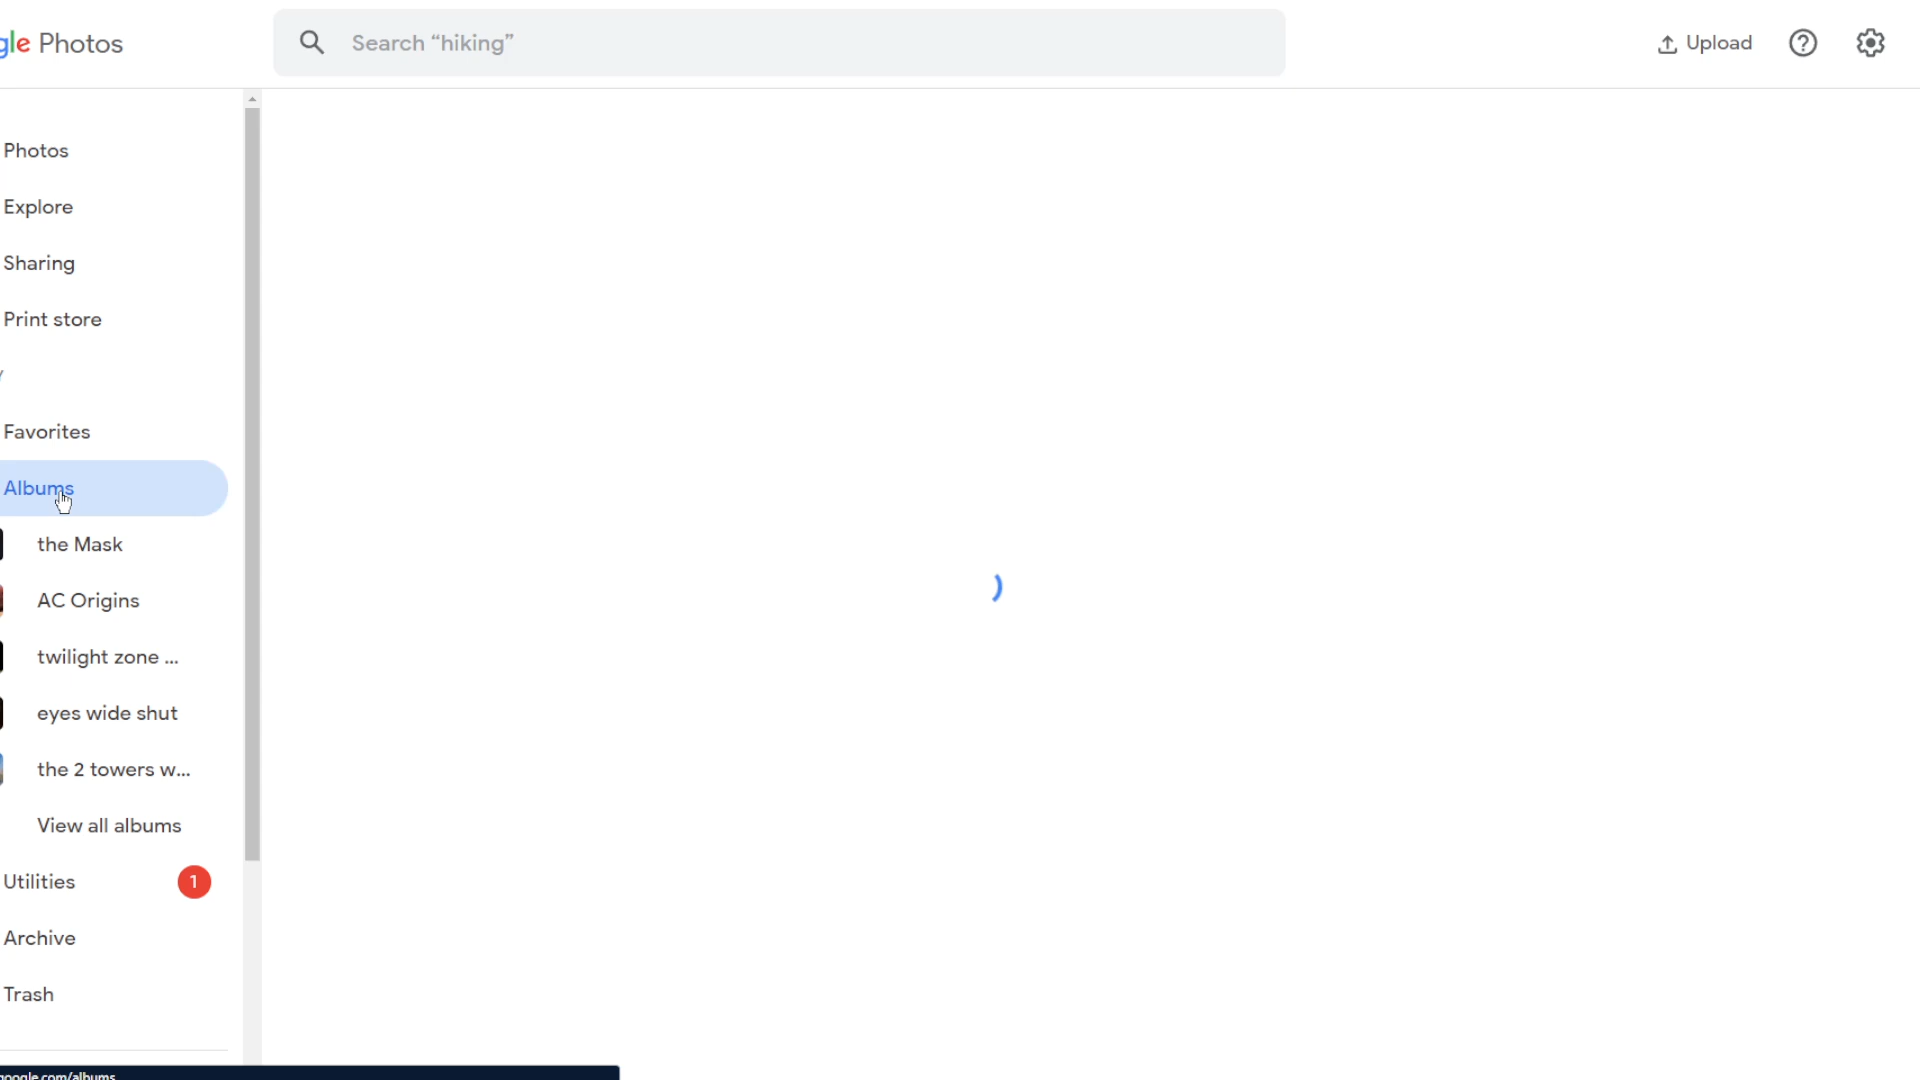 gle Photos
Search “hiking”
Upload
Photos
Explore
Sharing
Print store
Y
Favorites
Albums
the Mask
AC Origins
twilight zone ...
eyes wide shut
the 2 towers w...
View all albums
Utilities 1
Archive
Trash
google.com/albums